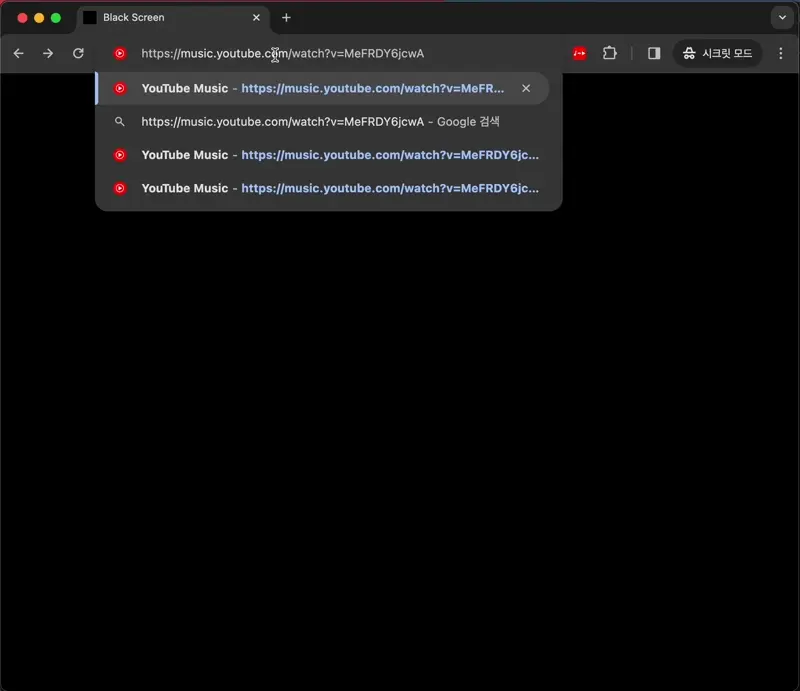 Black Screen
https://music.youtube.com/watch?v=MeFRDY6jcwA
시크릿 모드
YouTube Music - https://music.youtube.com/watch?v=MeFR...
https://music.youtube.com/watch?v=MeFRDY6jcwA - Google 검색
YouTube Music - https://music.youtube.com/watch?v=MeFRDY6jc...
YouTube Music - https://music.youtube.com/watch?v=MeFRDY6jc...